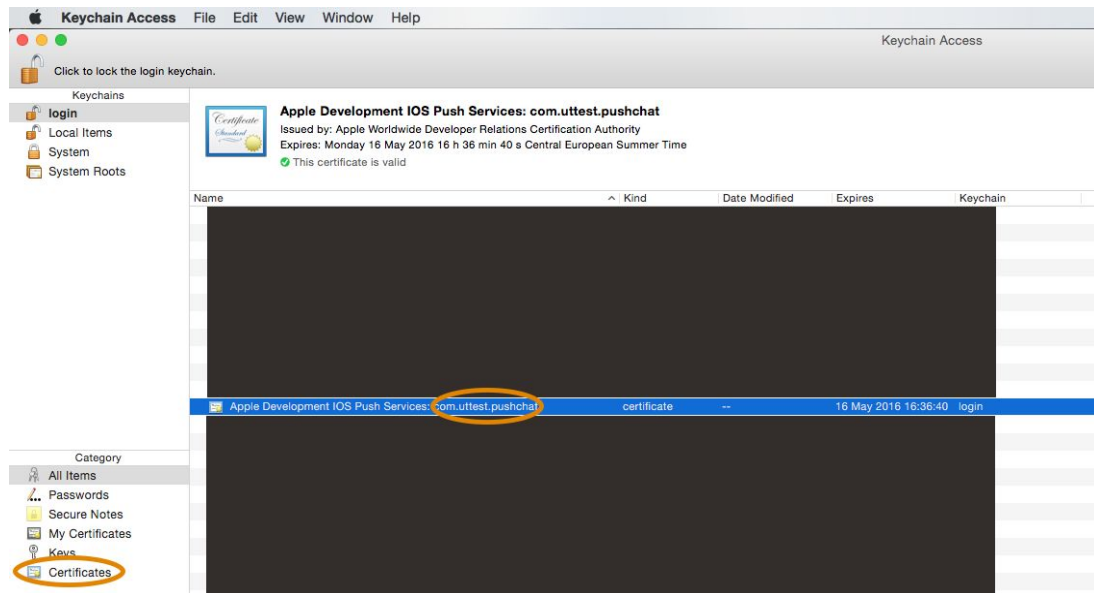 Keychain Access File Edit View Window Help
Keychain Access
Click to lock the login keychain.
Keychains
login
Local Items
System
System Roots
Certificate
Standard
Apple Development IOS Push Services: com.uttest.pushchat
Issued by: Apple Worldwide Developer Relations Certification Authority
Expires: Monday 16 May 2016 16 h 36 min 40 s Central European Summer Time
This certificate is valid
Name Kind Date Modified Expires Keychain
Apple Development IOS Push Services: com.uttest.pushchat certificate -- 16 May 2016 16:36:40 login
Category
All Items
Passwords
Secure Notes
My Certificates
Keys
Certificates